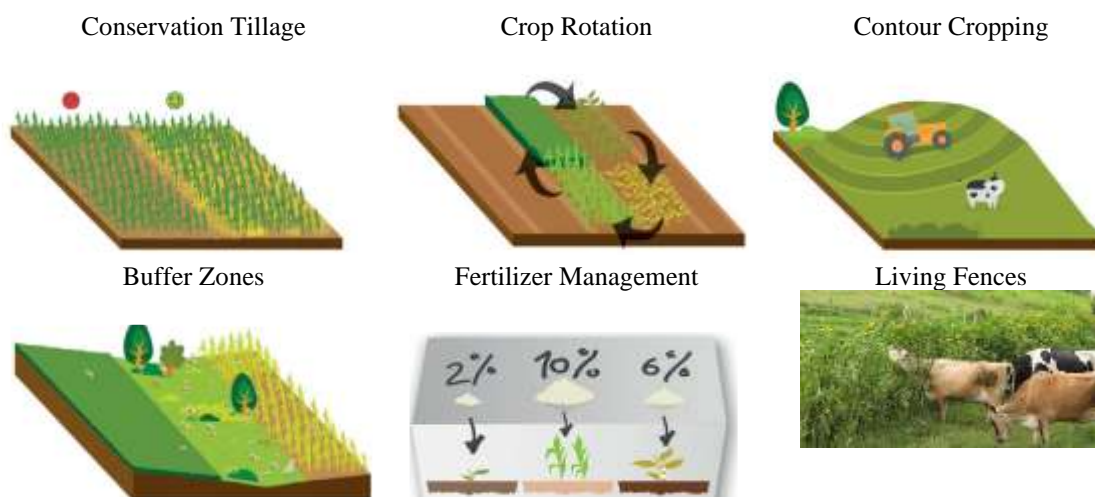 Conservation Tillage
Crop Rotation
Contour Cropping
Buffer Zones
Fertilizer Management
Living Fences
2%
10%
6%